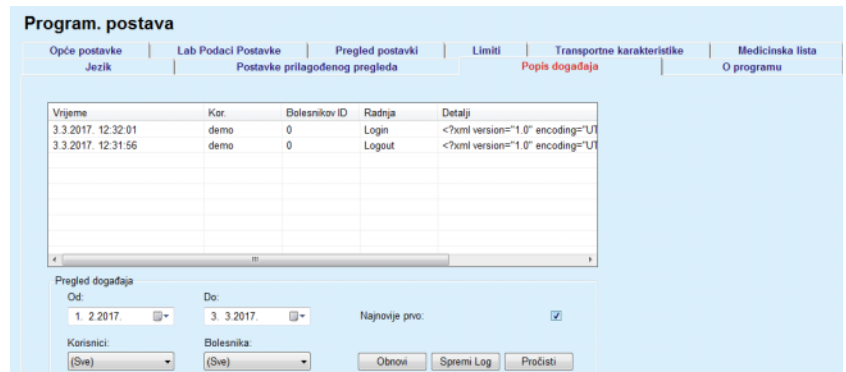 Program. postava
Opće postavke Lab Podaci Postavke Pregled postavki Limiti Transportne karakteristike Medicinska lista
Jezik Postavke prilagođenog pregleda Popis događaja O programu
Vrijeme Kor. Bolesnikov ID Radnja Detalji
3.3.2017. 12:32:01 demo 0 Login <?xml version="1.0" encoding="UT
3.3.2017. 12:31:56 demo 0 Logout <?xml version="1.0" encoding="UT
Pregled događaja
Od: Do:
1. 2.2017. 3. 3.2017. Najnovije prvo:
Korisnici: Bolesnika:
(Sve) (Sve) Obnovi Spremi Log Pročisti